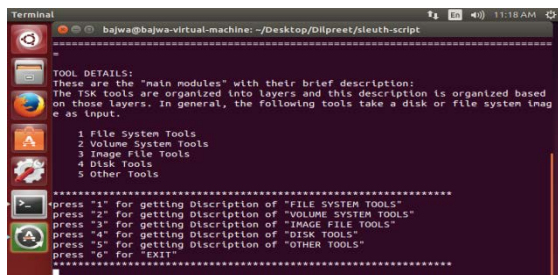 Terminal
En 11:18 AM
bajwa@bajwa-virtual-machine: ~/Desktop/Dilpreet/sleuth-script
================================================================================
=
TOOL DETAILS:
These are the "main modules" with their brief description:
The TSK tools are organized into layers and this description is organized based
on those layers. In general, the following tools take a disk or file system imag
e as input.
1 File System Tools
2 Volume System Tools
3 Image File Tools
4 Disk Tools
5 Other Tools
******************************************************************
press "1" for getting Discription of "FILE SYSTEM TOOLS"
press "2" for getting Discription of "VOLUME SYSTEM TOOLS"
press "3" for getting Discription of "IMAGE FILE TOOLS"
press "4" for getting Discription of "DISK TOOLS"
press "5" for getting Discription of "OTHER TOOLS"
press "6" for "EXIT"
******************************************************************